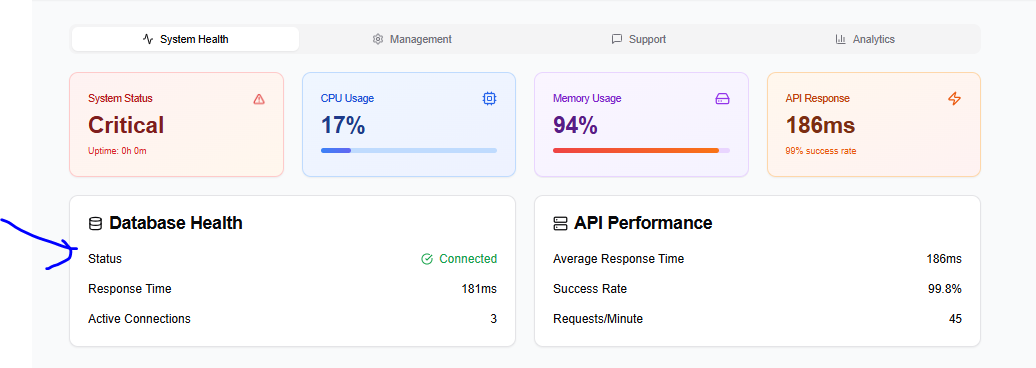 System Health
Management
Support
Analytics
System Status
Critical
Uptime: 0h 0m
CPU Usage
17%
Memory Usage
94%
API Response
186ms
99% success rate
Database Health
Status Connected
Response Time 181ms
Active Connections 3
API Performance
Average Response Time 186ms
Success Rate 99.8%
Requests/Minute 45